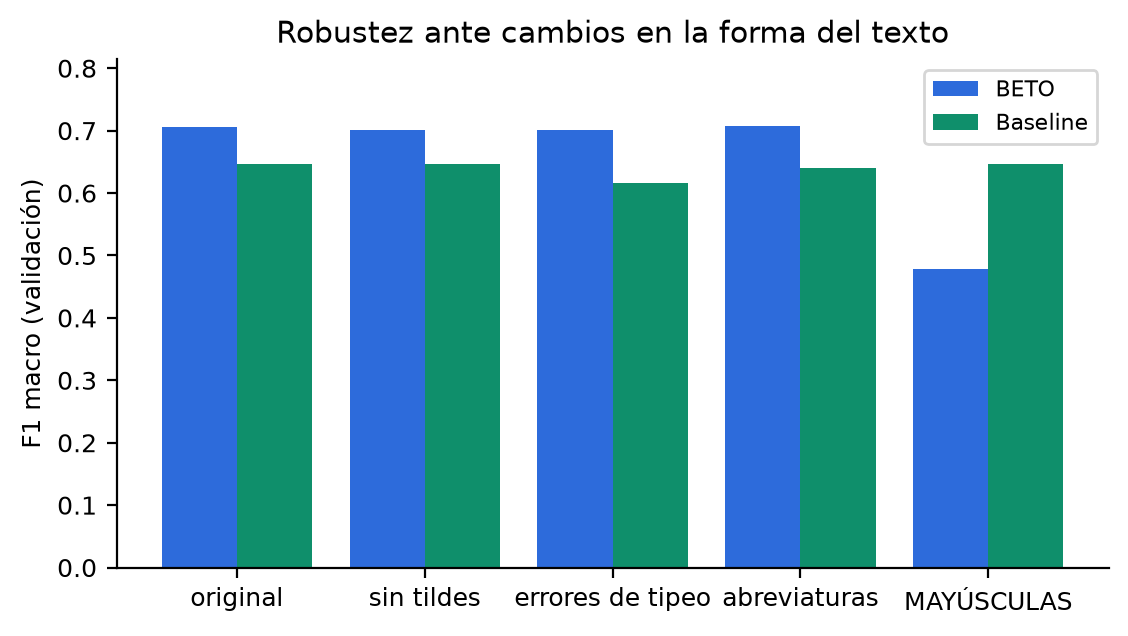 Robustez ante cambios en la forma del texto
BETO
Baseline
F1 macro (validación)
0.8
0.7
0.6
0.5
0.4
0.3
0.2
0.1
0.0
original
sin tildes
errores de tipeo
abreviaturas
MAYÚSCULAS